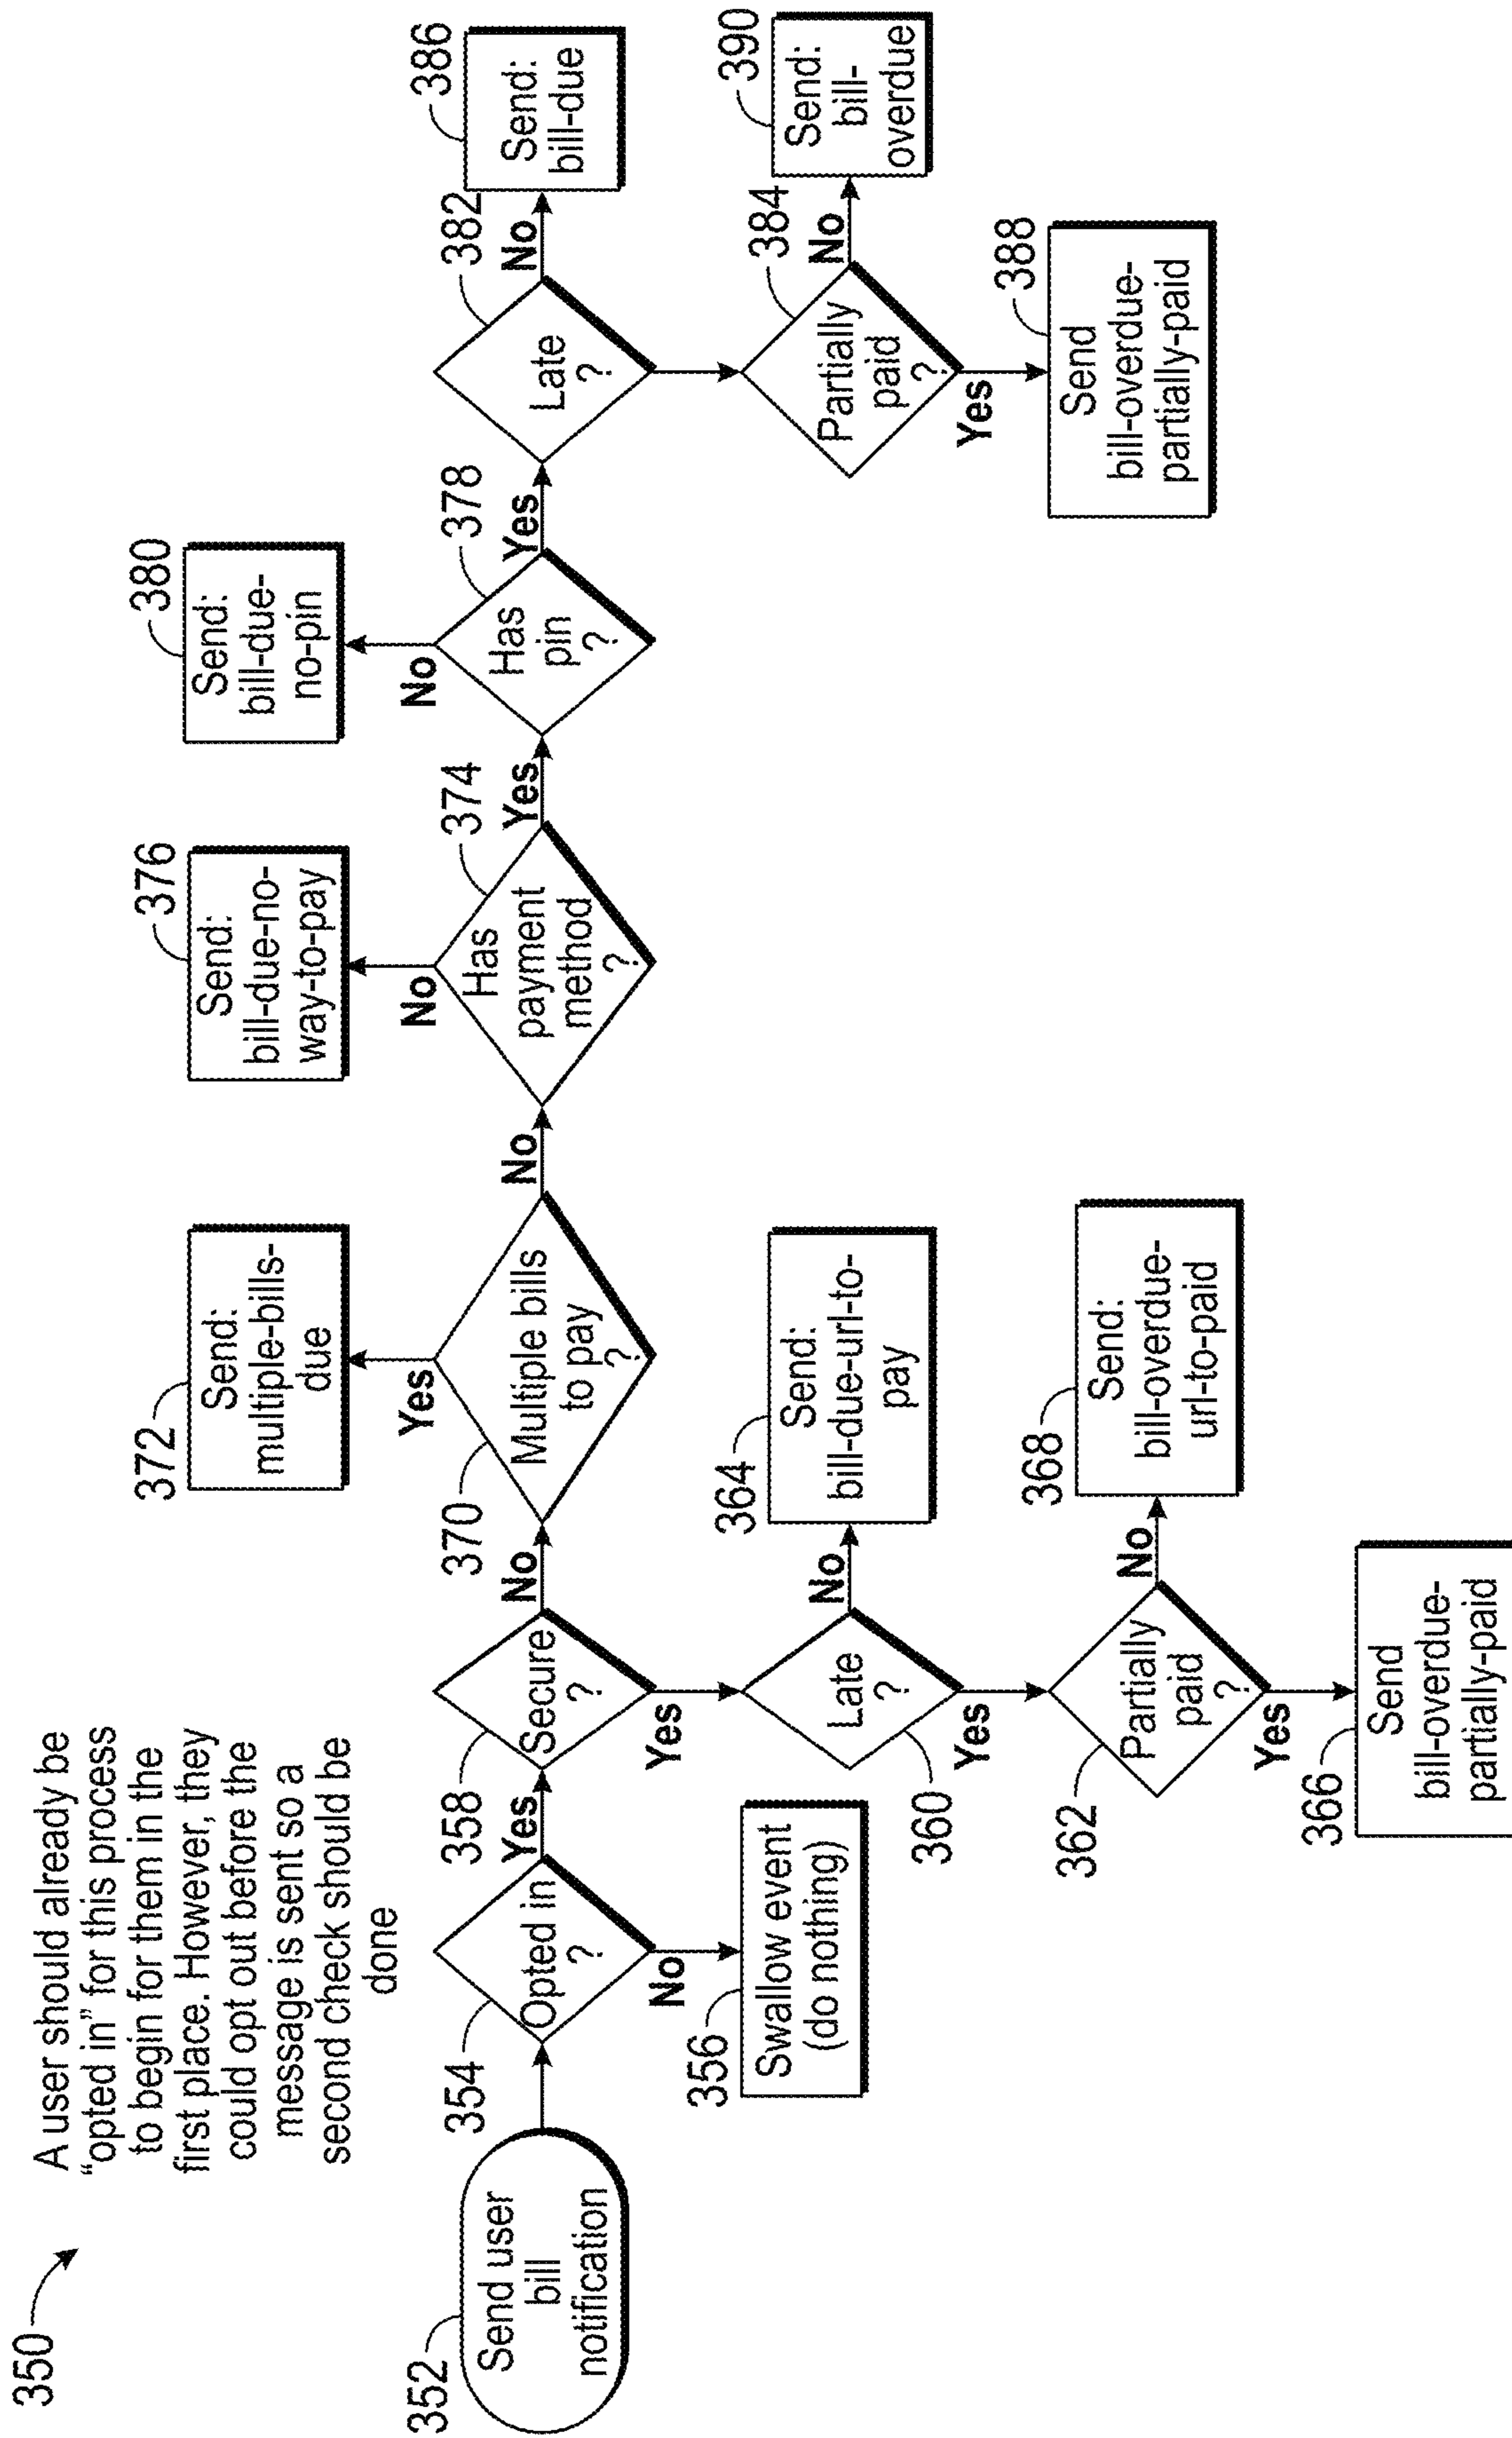 350
A user should already be
“opted in” for this process
to begin for them in the
first place. However, they
could opt out before the
message is sent so a
second check should be
done
352
Send user
bill
notification
354
Opted in
?
No
Yes
356
Swallow event
(do nothing)
358
Secure
?
Yes
No
360
Late
?
No
Yes
364
Send:
bill-due-url-to-
pay
362
Partially
paid
?
No
Yes
368
Send:
bill-overdue-
url-to-paid
366
Send
bill-overdue-
partially-paid
370
Multiple bills
to pay
?
Yes
No
372
Send:
multiple-bills-
due
374
Has
payment
method
?
No
Yes
376
Send:
bill-due-no-
way-to-pay
378
Has
pin
?
No
Yes
380
Send:
bill-due-
no-pin
382
Late
?
No
386
Send:
bill-due
384
Partially
paid
?
No
Yes
390
Send:
bill-
overdue
388
Send
bill-overdue-
partially-paid